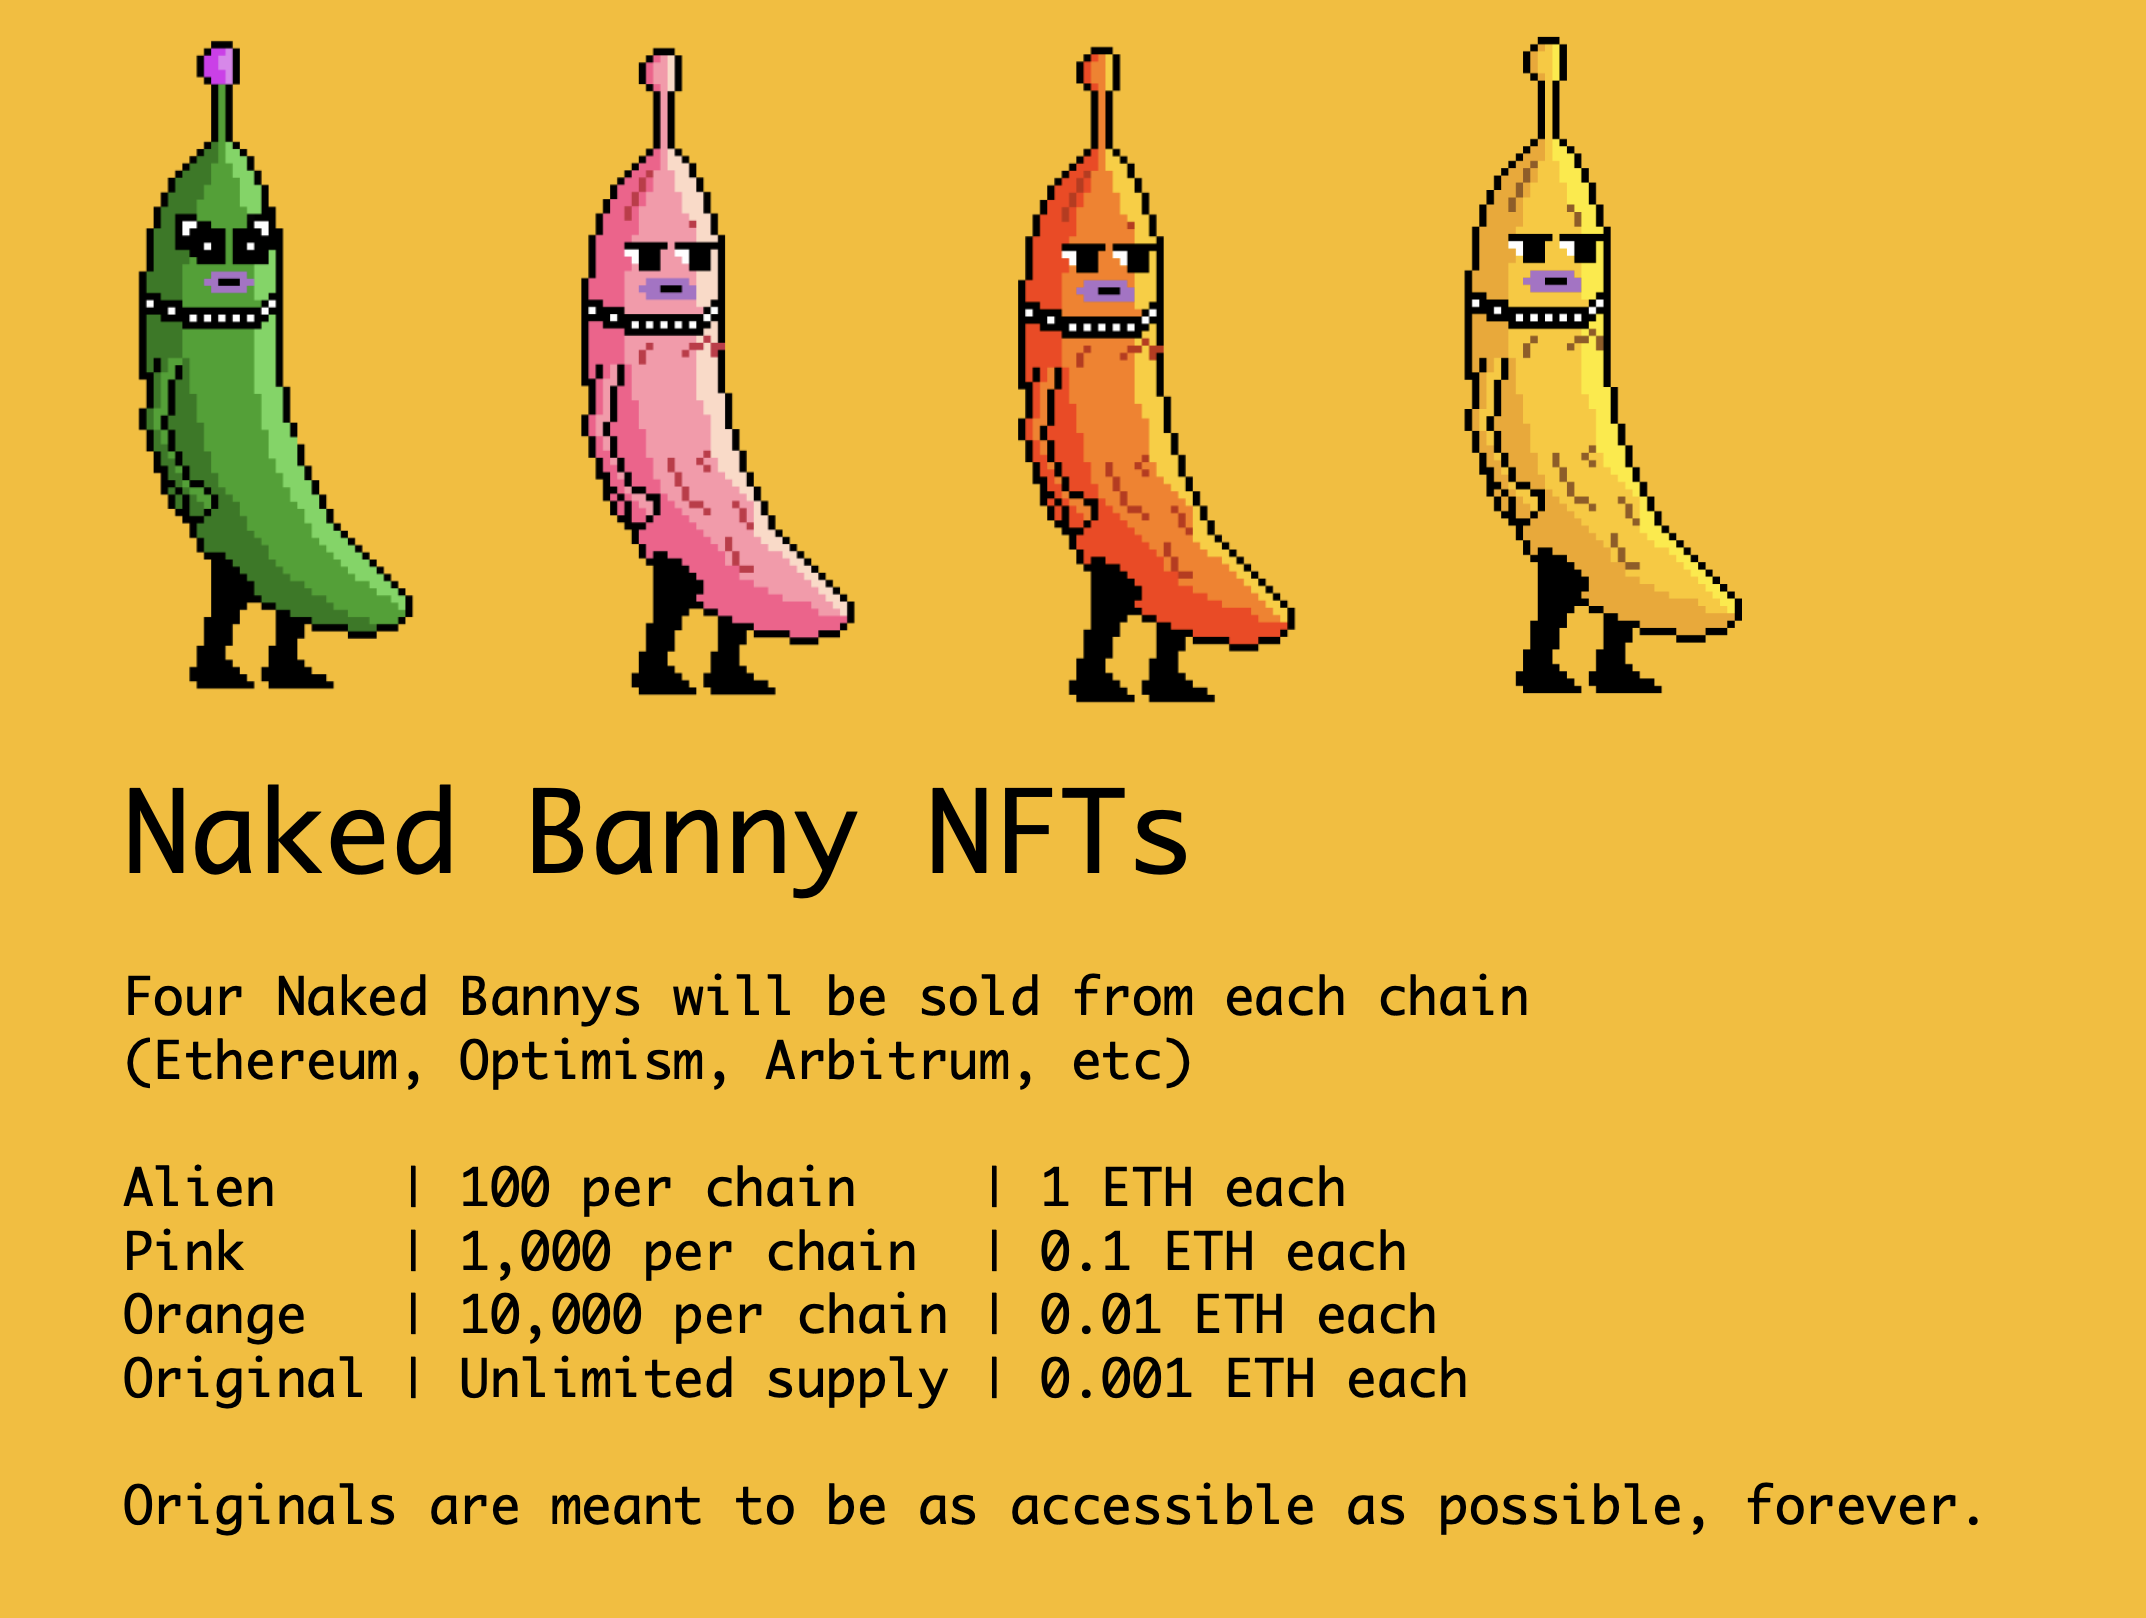 Naked Banny NFTs
Four Naked Bannys will be sold from each chain
(Ethereum, Optimism, Arbitrum, etc)
Alien    | 100 per chain    | 1 ETH each
Pink     | 1,000 per chain  | 0.1 ETH each
Orange   | 10,000 per chain | 0.01 ETH each
Original | Unlimited supply | 0.001 ETH each
Originals are meant to be as accessible as possible, forever.